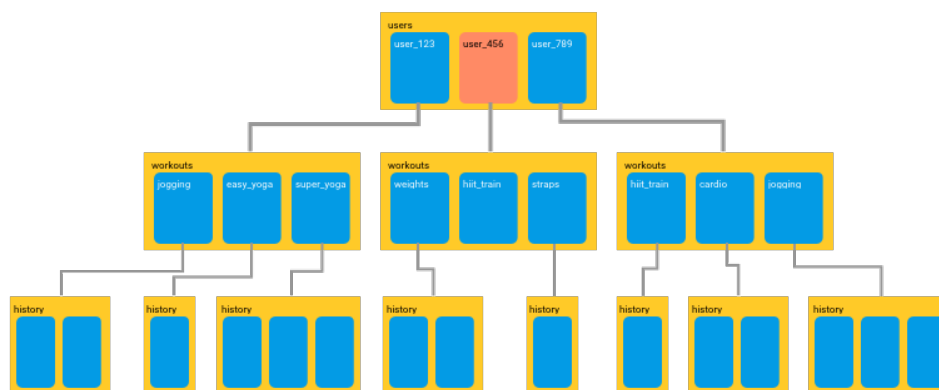 users
user_123
user_456
user_789
workouts
jogging
easy_yoga
super_yoga
workouts
weights
hiit_train
straps
workouts
hiit_train
cardio
jogging
history
history
history
history
history
history
history
history